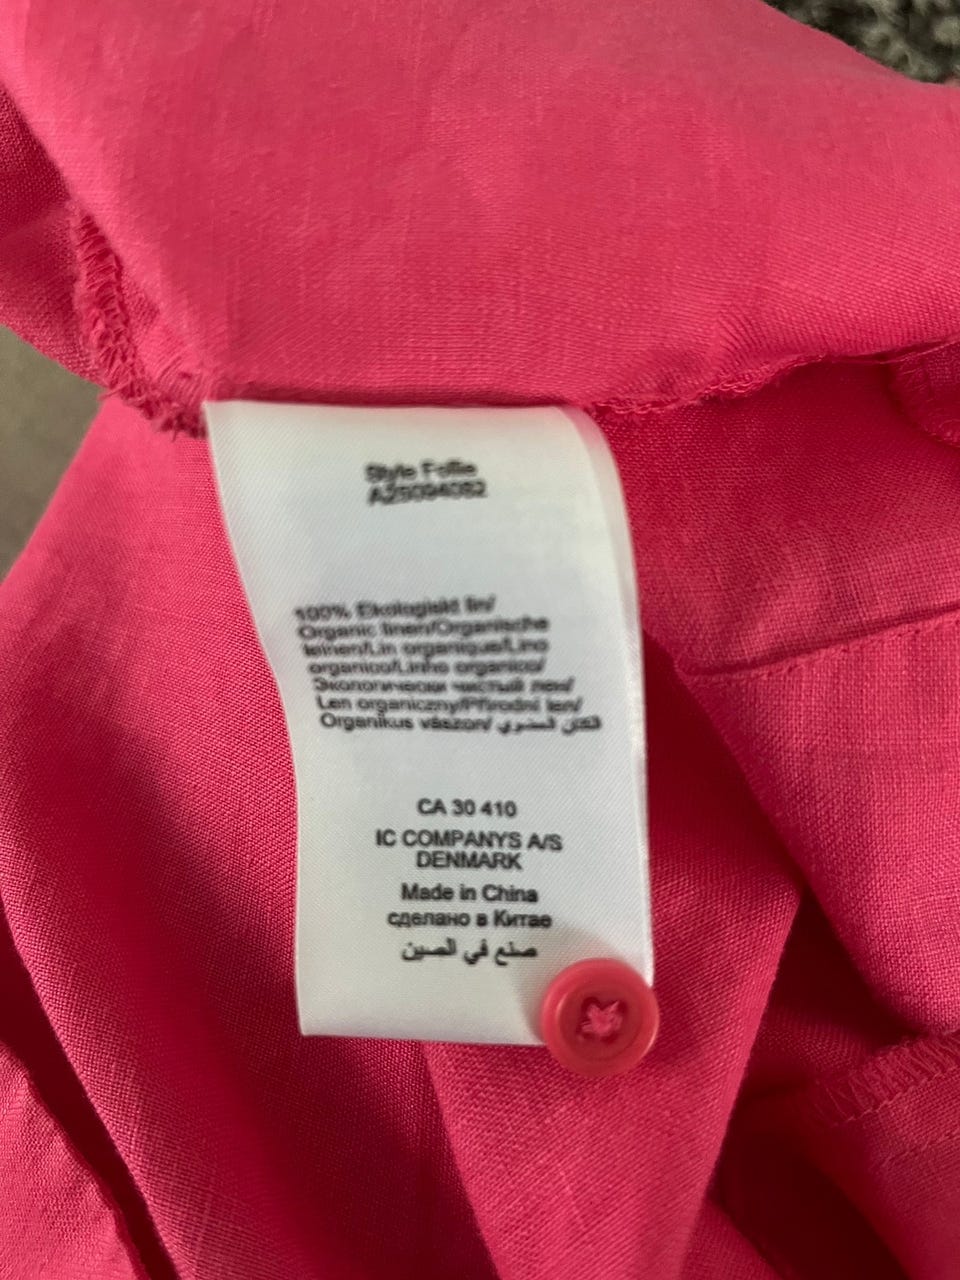 Style Follie
100% Ekologiskt lin/
Organic linen/Organische
leinen/Lin organique/Lino
organico/Linho organico/
Экологически чистый лен/
Len organiczny/Přírodní len/
Organikus vászon/ الكتان العضوي
CA 30 410
IC COMPANYS A/S
DENMARK
Made in China
сделано в Китае
صنع في الصين